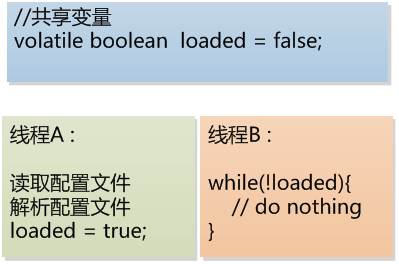 //共享变量
volatile boolean  loaded = false;
线程A：
读取配置文件
解析配置文件
loaded = true;
线程B：
while(!loaded){
// do nothing
}